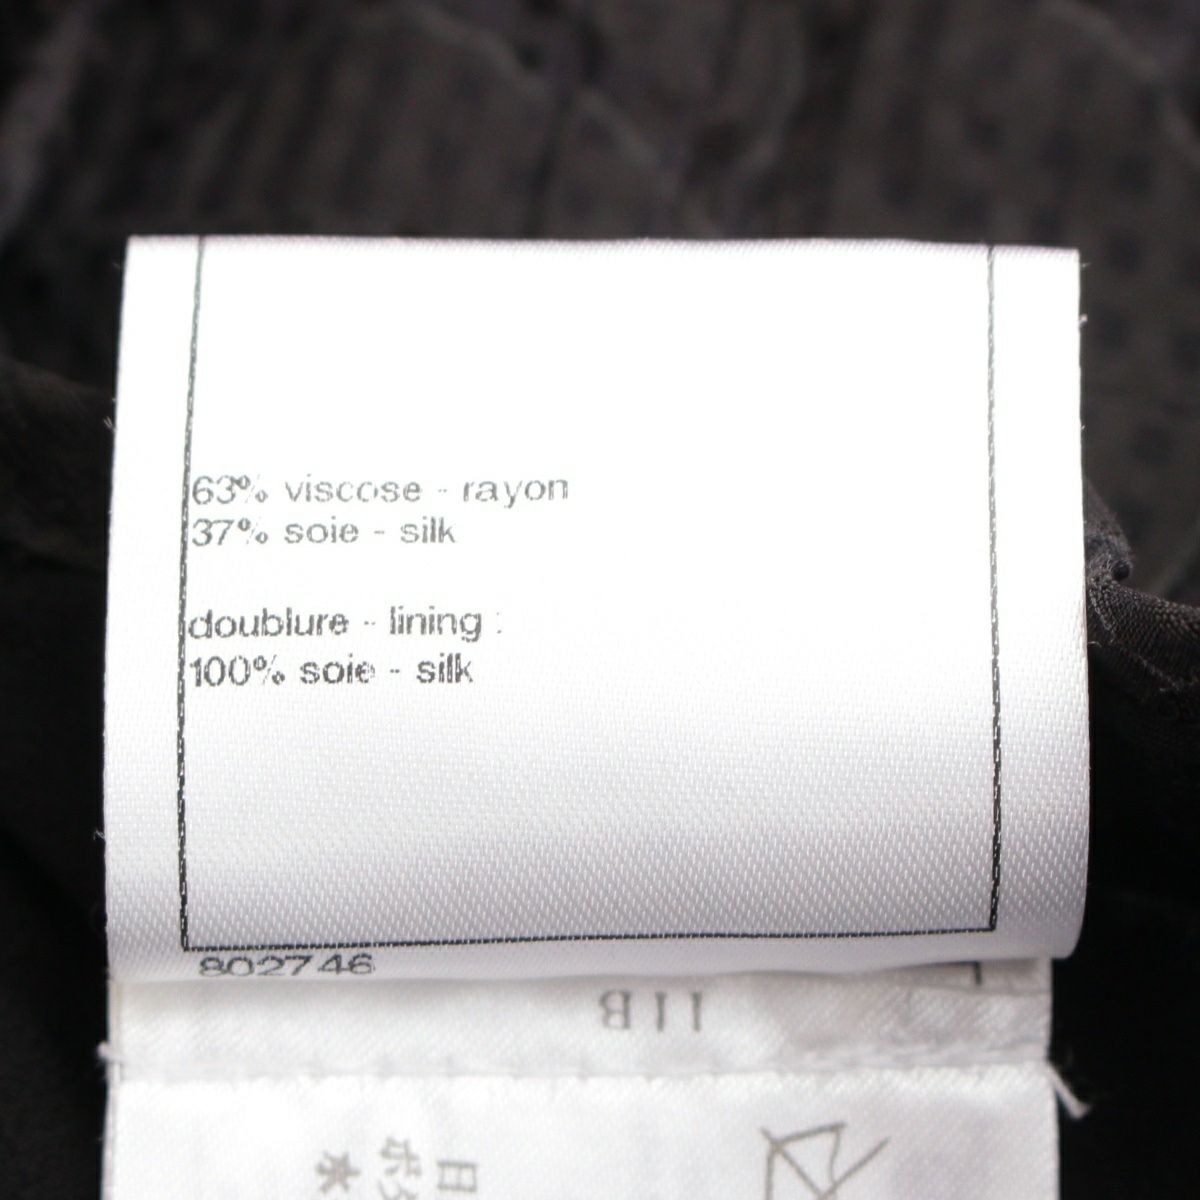 63% viscose - rayon
37% soie - silk
doublure - lining :
100% soie - silk
802746
11B